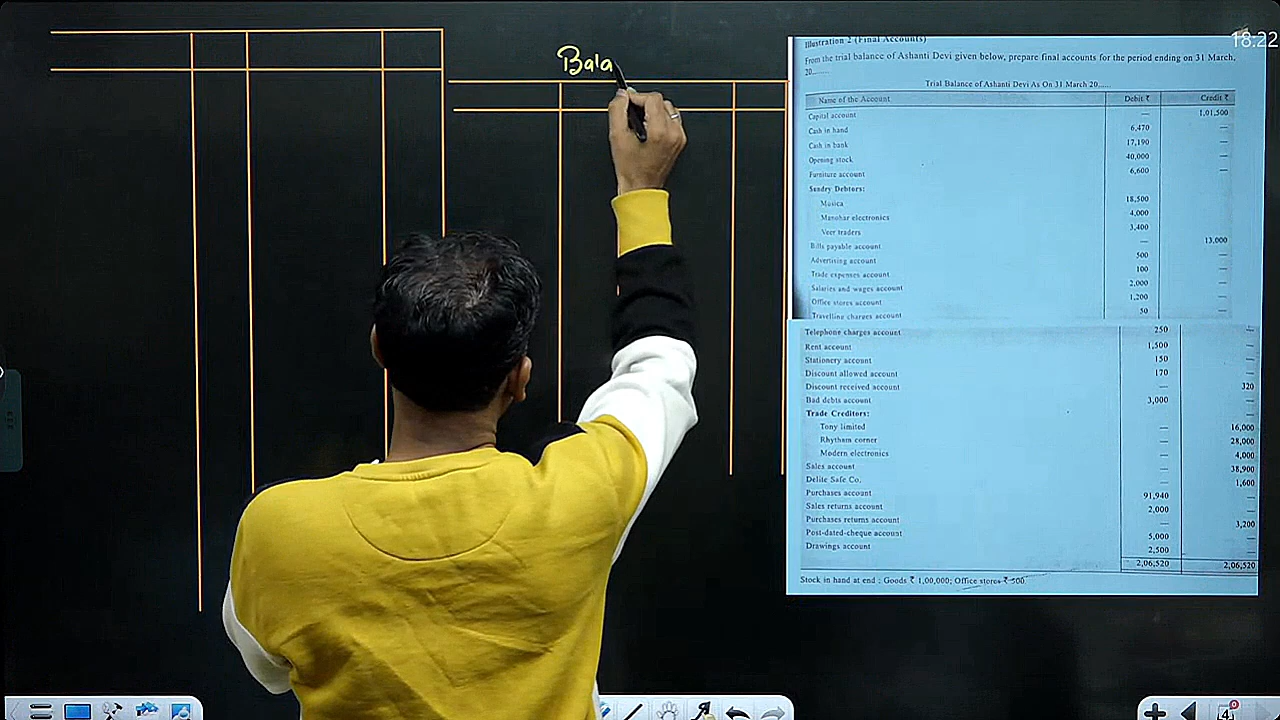 Bala
18:22
Illustration 2 (Final Accounts)
From the trial balance of Ashanti Devi given below, prepare final accounts for the period ending on 31 March,
20......
Trial Balance of Ashanti Devi As On 31 March 20......
Name of the Account Debit ₹ Credit ₹
Capital account — 1,01,500
Cash in hand 6,470 —
Cash in bank 17,190 —
Opening stock 40,000 —
Furniture account 6,600 —
Sundry Debtors:
Musica 18,500 —
Manohar electronics 4,000 —
Veer traders 3,400 —
Bills payable account — 13,000
Advertising account 500 —
Trade expenses account 100 —
Salaries and wages account 2,000 —
Office stores account 1,200 —
Travelling charges account 50 —
Telephone charges account 250 —
Rent account 1,500 —
Stationery account 150 —
Discount allowed account 170 —
Discount received account — 320
Bad debts account 3,000 —
Trade Creditors:
Tony limited — 16,000
Rhytham corner — 28,000
Modern electronics — 4,000
Sales account — 38,900
Delite Safe Co. — 1,600
Purchases account 91,940 —
Sales returns account 2,000 —
Purchases returns account — 3,200
Post-dated-cheque account 5,000 —
Drawings account 2,500 —
2,06,520 2,06,520
Stock in hand at end : Goods ₹ 1,00,000; Office stores ₹ 500